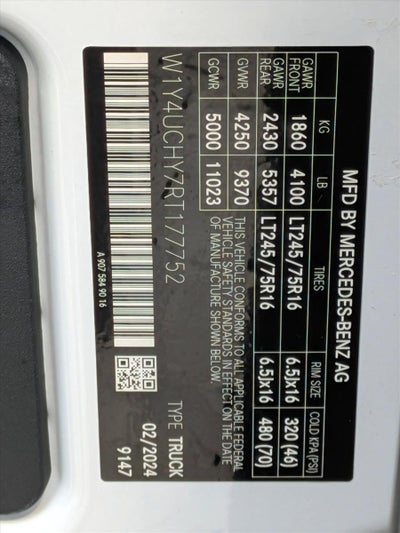 MFD BY MERCEDES-BENZ AG
KG LB TIRES RIM SIZE COLD KPA (PSI)
GAWR FRONT 1860 4100 LT245/75R16 6.5Jx16 320 (46)
GAWR REAR 2430 5357 LT245/75R16 6.5Jx16 480 (70)
GVWR 4250 9370
GCWR 5000 11023
THIS VEHICLE CONFORMS TO ALL APPLICABLE FEDERAL
VEHICLE SAFETY STANDARDS IN EFFECT ON THE
DATE OF MANUFACTURE SHOWN ABOVE.
W1Y4UCHY7RT177752
TYPE TRUCK
02/2024
9147
A 907 584 90 16